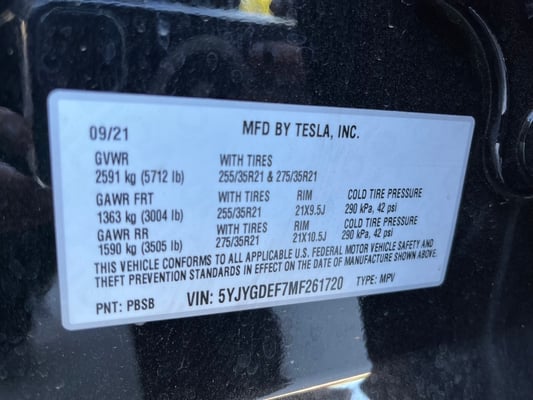 09/21 MFD BY TESLA, INC.
GVWR WITH TIRES
2591 kg (5712 lb) 255/35R21 & 275/35R21
GAWR FRT WITH TIRES RIM COLD TIRE PRESSURE
1363 kg (3004 lb) 255/35R21 21X9.5J 290 kPa, 42 psi
GAWR RR WITH TIRES RIM COLD TIRE PRESSURE
1590 kg (3505 lb) 275/35R21 21X10.5J 290 kPa, 42 psi
THIS VEHICLE CONFORMS TO ALL APPLICABLE U.S. FEDERAL MOTOR VEHICLE SAFETY AND
THEFT PREVENTION STANDARDS IN EFFECT ON THE DATE OF MANUFACTURE SHOWN ABOVE.
PNT: PBSB VIN: 5YJYGDEF7MF261720 TYPE: MPV